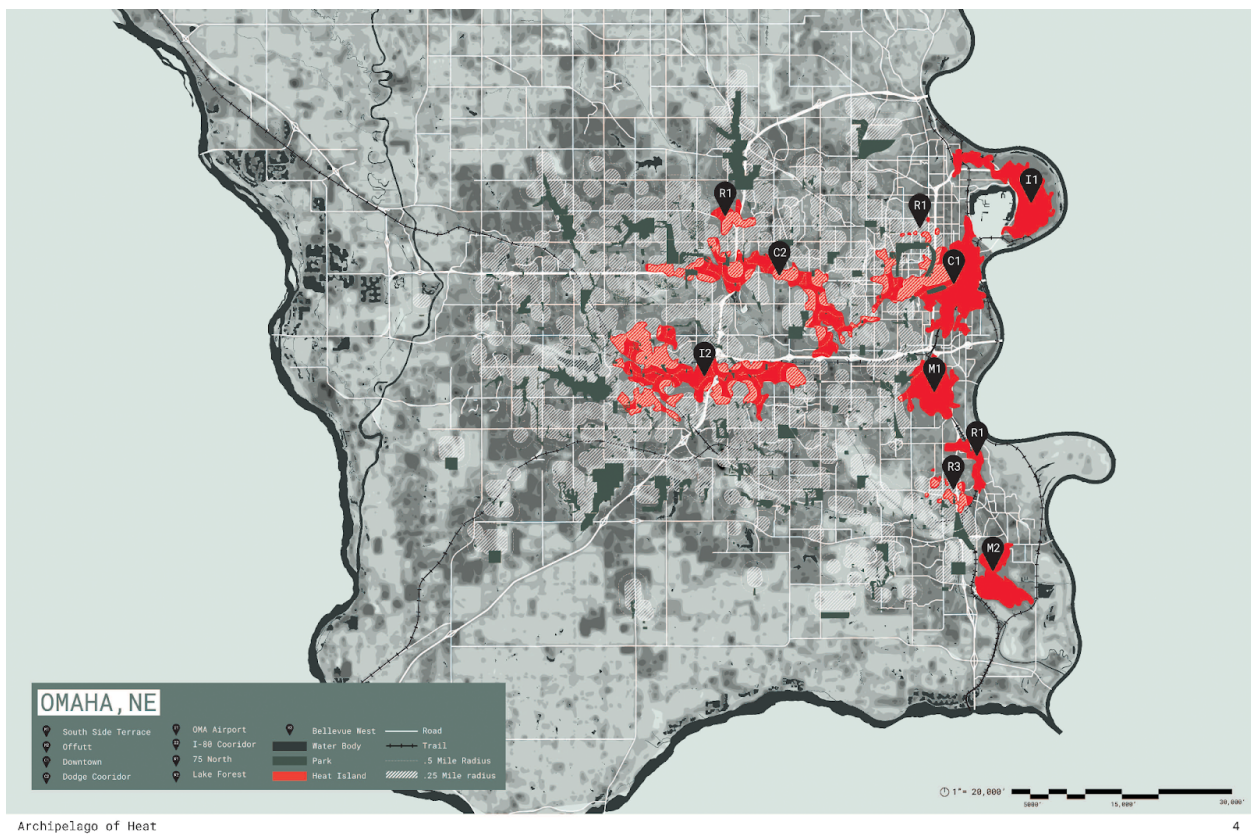 I1
R1
R1
C2
C1
I2
M1
R1
R3
M2
OMAHA,NE
South Side Terrace
Offutt
Downtown
Dodge Cooridor
OMA Airport
I-80 Cooridor
75 North
Lake Forest
Bellevue West
Water Body
Park
Heat Island
Road
Trail
.5 Mile Radius
.25 Mile radius
1"= 20,000'
5000' 15,000' 30,000'
Archipelago of Heat
4